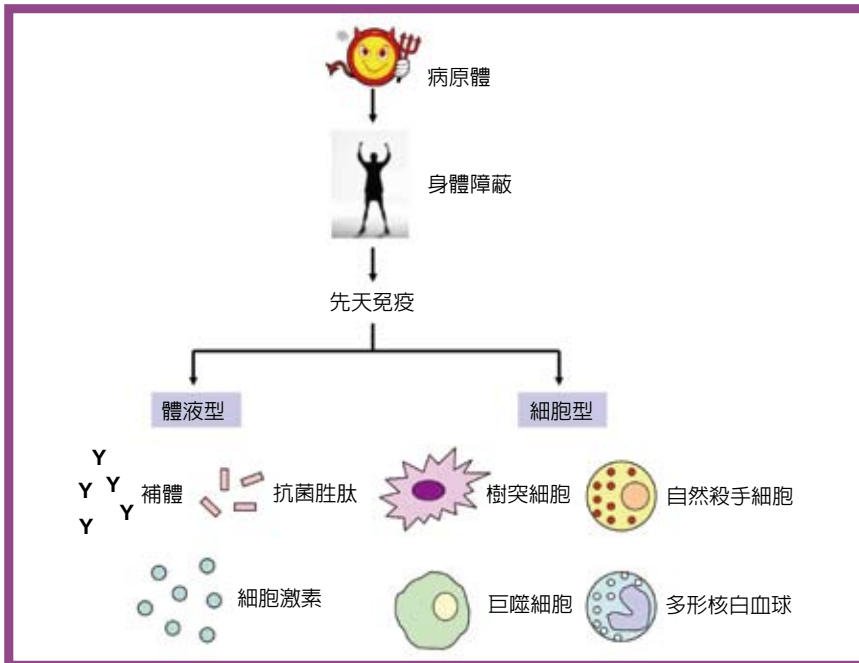 病原體
身體障蔽
先天免疫
體液型
細胞型
Y
Y Y
Y
Y
補體
抗菌胜肽
樹突細胞
自然殺手細胞
細胞激素
巨噬細胞
多形核白血球